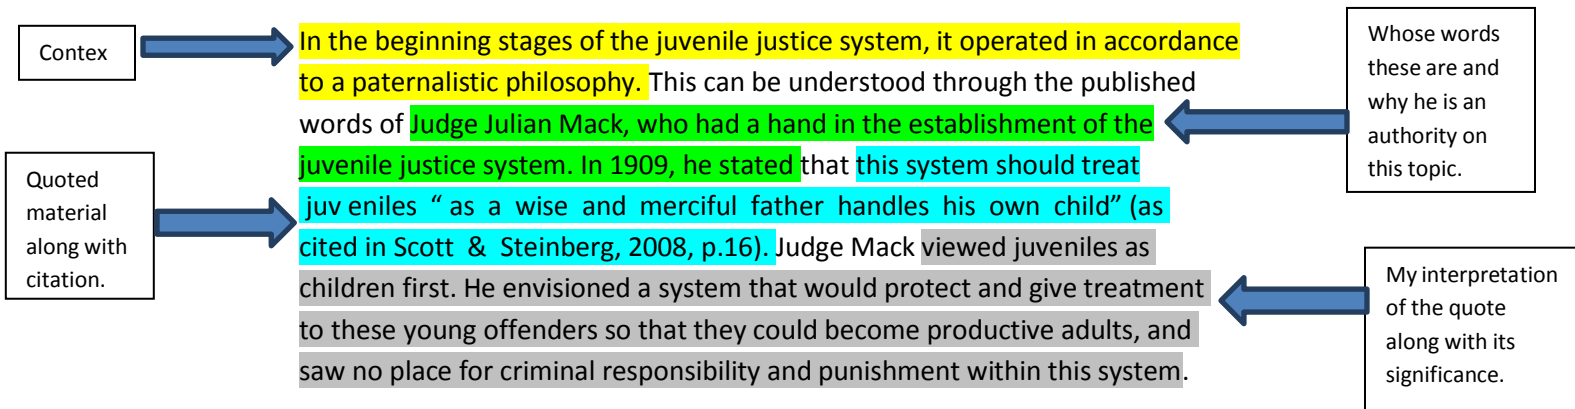 Contex
In the beginning stages of the juvenile justice system, it operated in accordance
to a paternalistic philosophy. This can be understood through the published
words of Judge Julian Mack, who had a hand in the establishment of the
juvenile justice system. In 1909, he stated that this system should treat
juv eniles “ as a wise and merciful father handles his own child” (as
cited in Scott & Steinberg, 2008, p.16). Judge Mack viewed juveniles as
children first. He envisioned a system that would protect and give treatment
to these young offenders so that they could become productive adults, and
saw no place for criminal responsibility and punishment within this system.
Whose words
these are and
why he is an
authority on
this topic.
Quoted
material
along with
citation.
My interpretation
of the quote
along with its
significance.